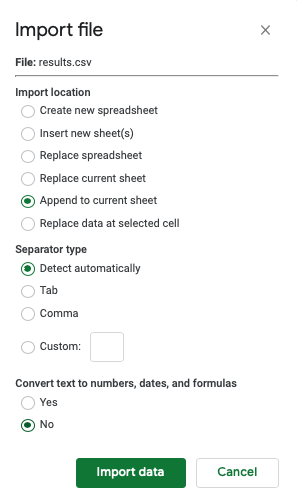 Import file
File: results.csv
Import location
Create new spreadsheet
Insert new sheet(s)
Replace spreadsheet
Replace current sheet
Append to current sheet
Replace data at selected cell
Separator type
Detect automatically
Tab
Comma
Custom:
Convert text to numbers, dates, and formulas
Yes
No
Import data Cancel